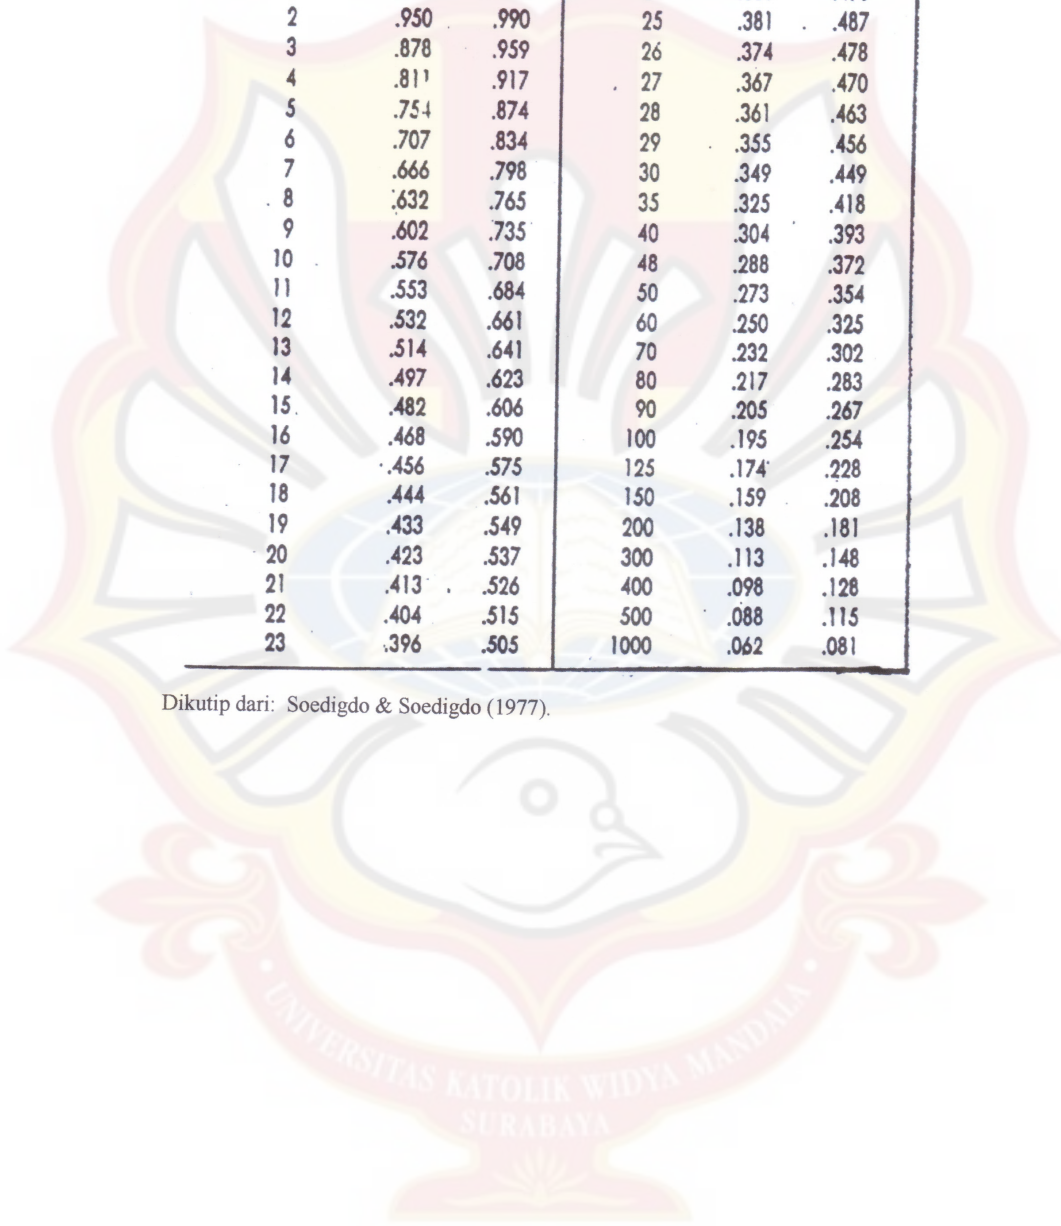 2 .950 .990 25 .381 .487
3 .878 .959 26 .374 .478
4 .811 .917 27 .367 .470
5 .754 .874 28 .361 .463
6 .707 .834 29 .355 .456
7 .666 .798 30 .349 .449
8 .632 .765 35 .325 .418
9 .602 .735 40 .304 .393
10 .576 .708 48 .288 .372
11 .553 .684 50 .273 .354
12 .532 .661 60 .250 .325
13 .514 .641 70 .232 .302
14 .497 .623 80 .217 .283
15 .482 .606 90 .205 .267
16 .468 .590 100 .195 .254
17 .456 .575 125 .174 .228
18 .444 .561 150 .159 .208
19 .433 .549 200 .138 .181
20 .423 .537 300 .113 .148
21 .413 .526 400 .098 .128
22 .404 .515 500 .088 .115
23 .396 .505 1000 .062 .081
Dikutip dari: Soedigdo & Soedigdo (1977).
UNIVERSITAS KATOLIK WIDYA MANDALA
SURABAYA